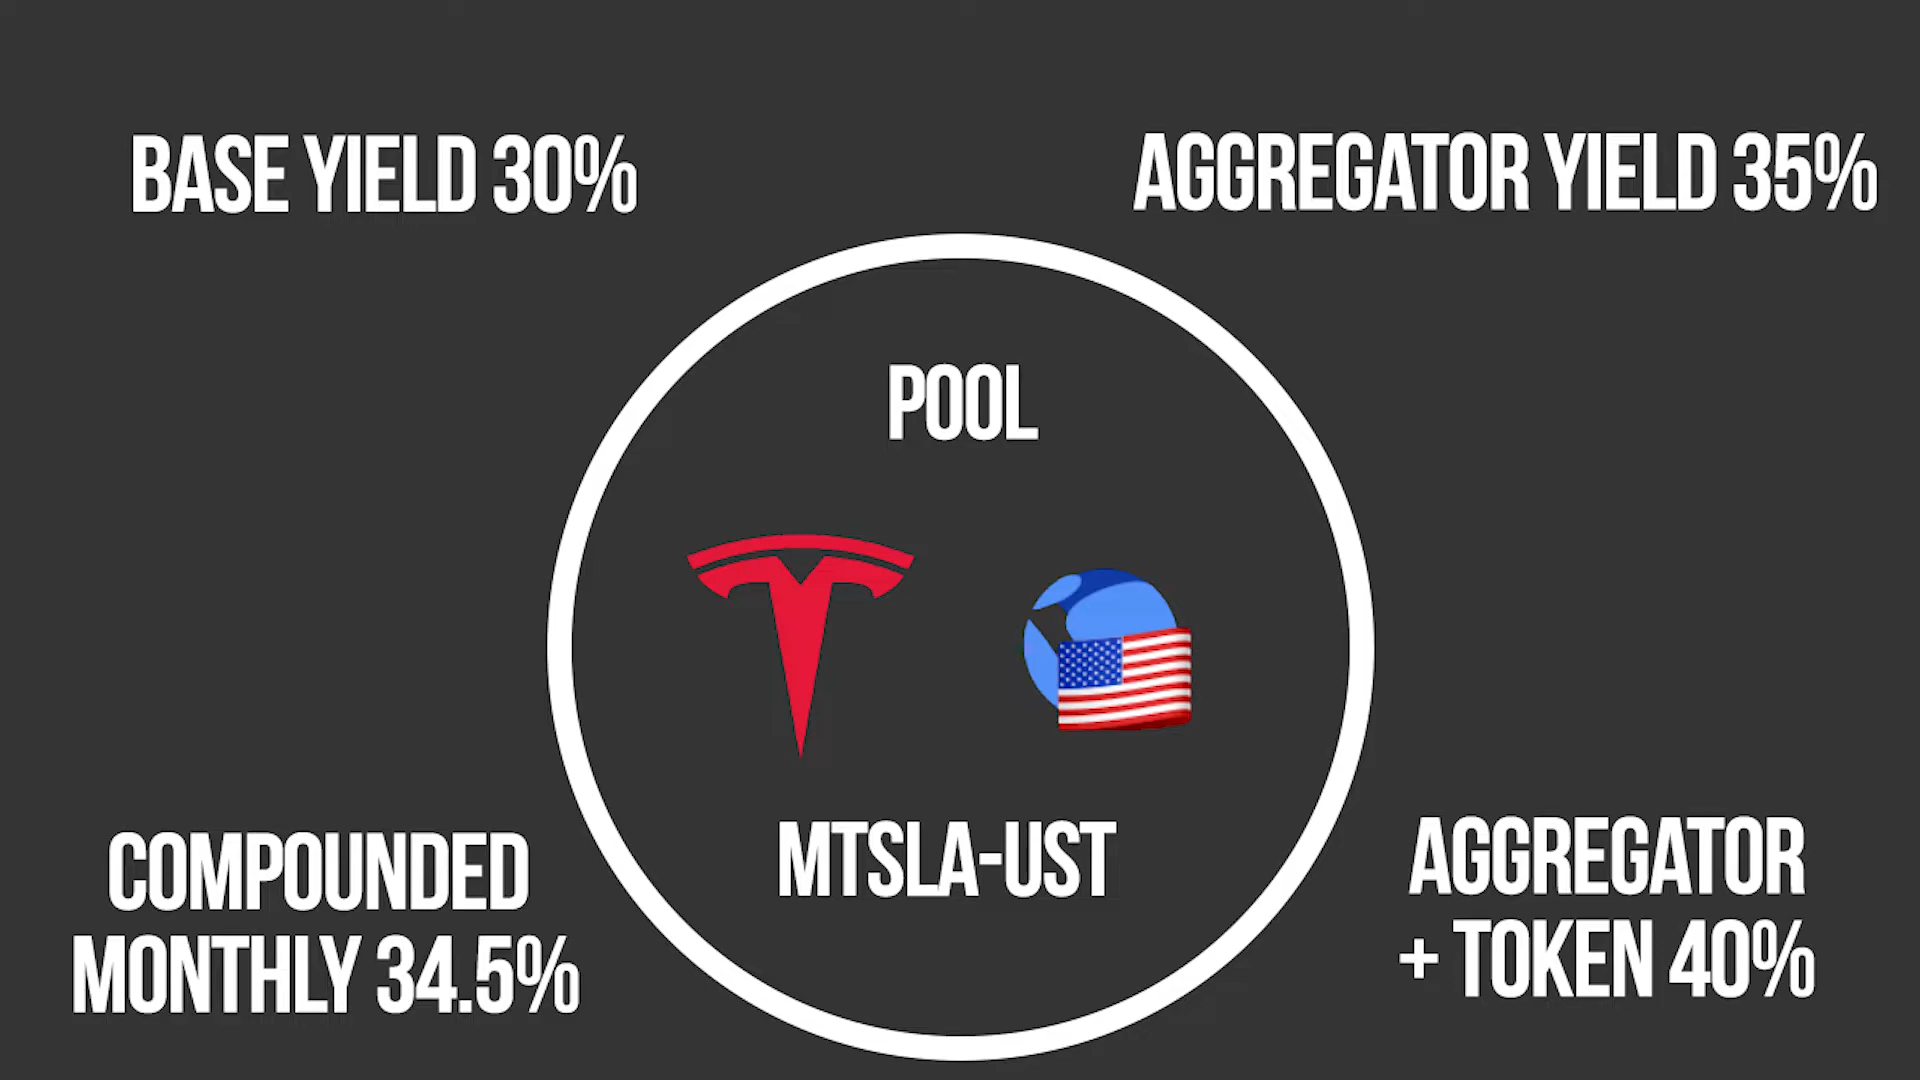 BASE YIELD 30%
AGGREGATOR YIELD 35%
POOL
MTSLA-UST
COMPOUNDED
MONTHLY 34.5%
AGGREGATOR
+ TOKEN 40%